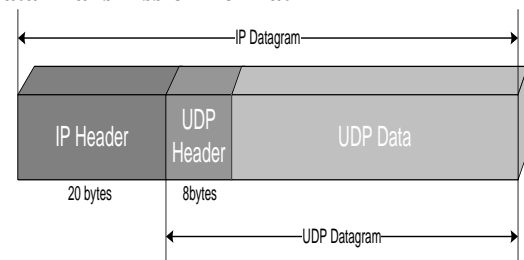 IP Datagram
IP Header
UDP
Header
UDP Data
20 bytes
8bytes
UDP Datagram